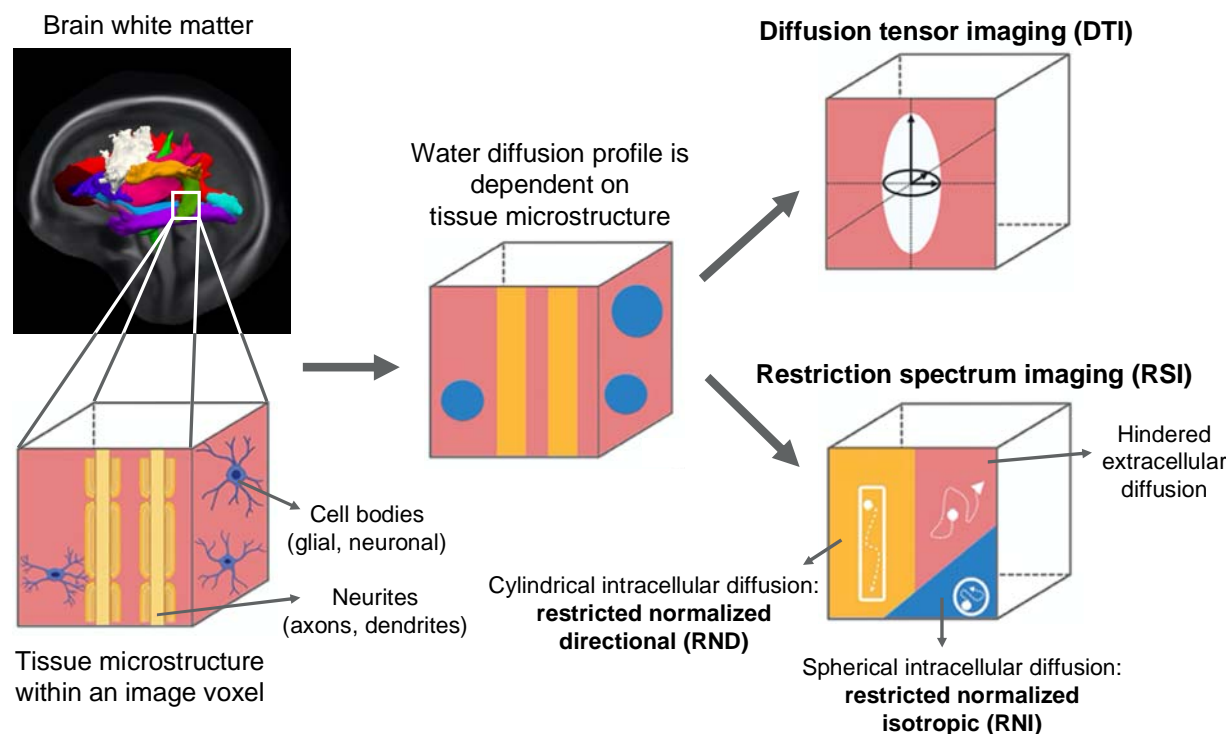 Brain white matter
Diffusion tensor imaging (DTI)
Water diffusion profile is
dependent on
tissue microstructure
Restriction spectrum imaging (RSI)
Hindered
extracellular
diffusion
Cell bodies
(glial, neuronal)
Neurites
(axons, dendrites)
Cylindrical intracellular diffusion:
restricted normalized
directional (RND)
Tissue microstructure
within an image voxel
Spherical intracellular diffusion:
restricted normalized
isotropic (RNI)